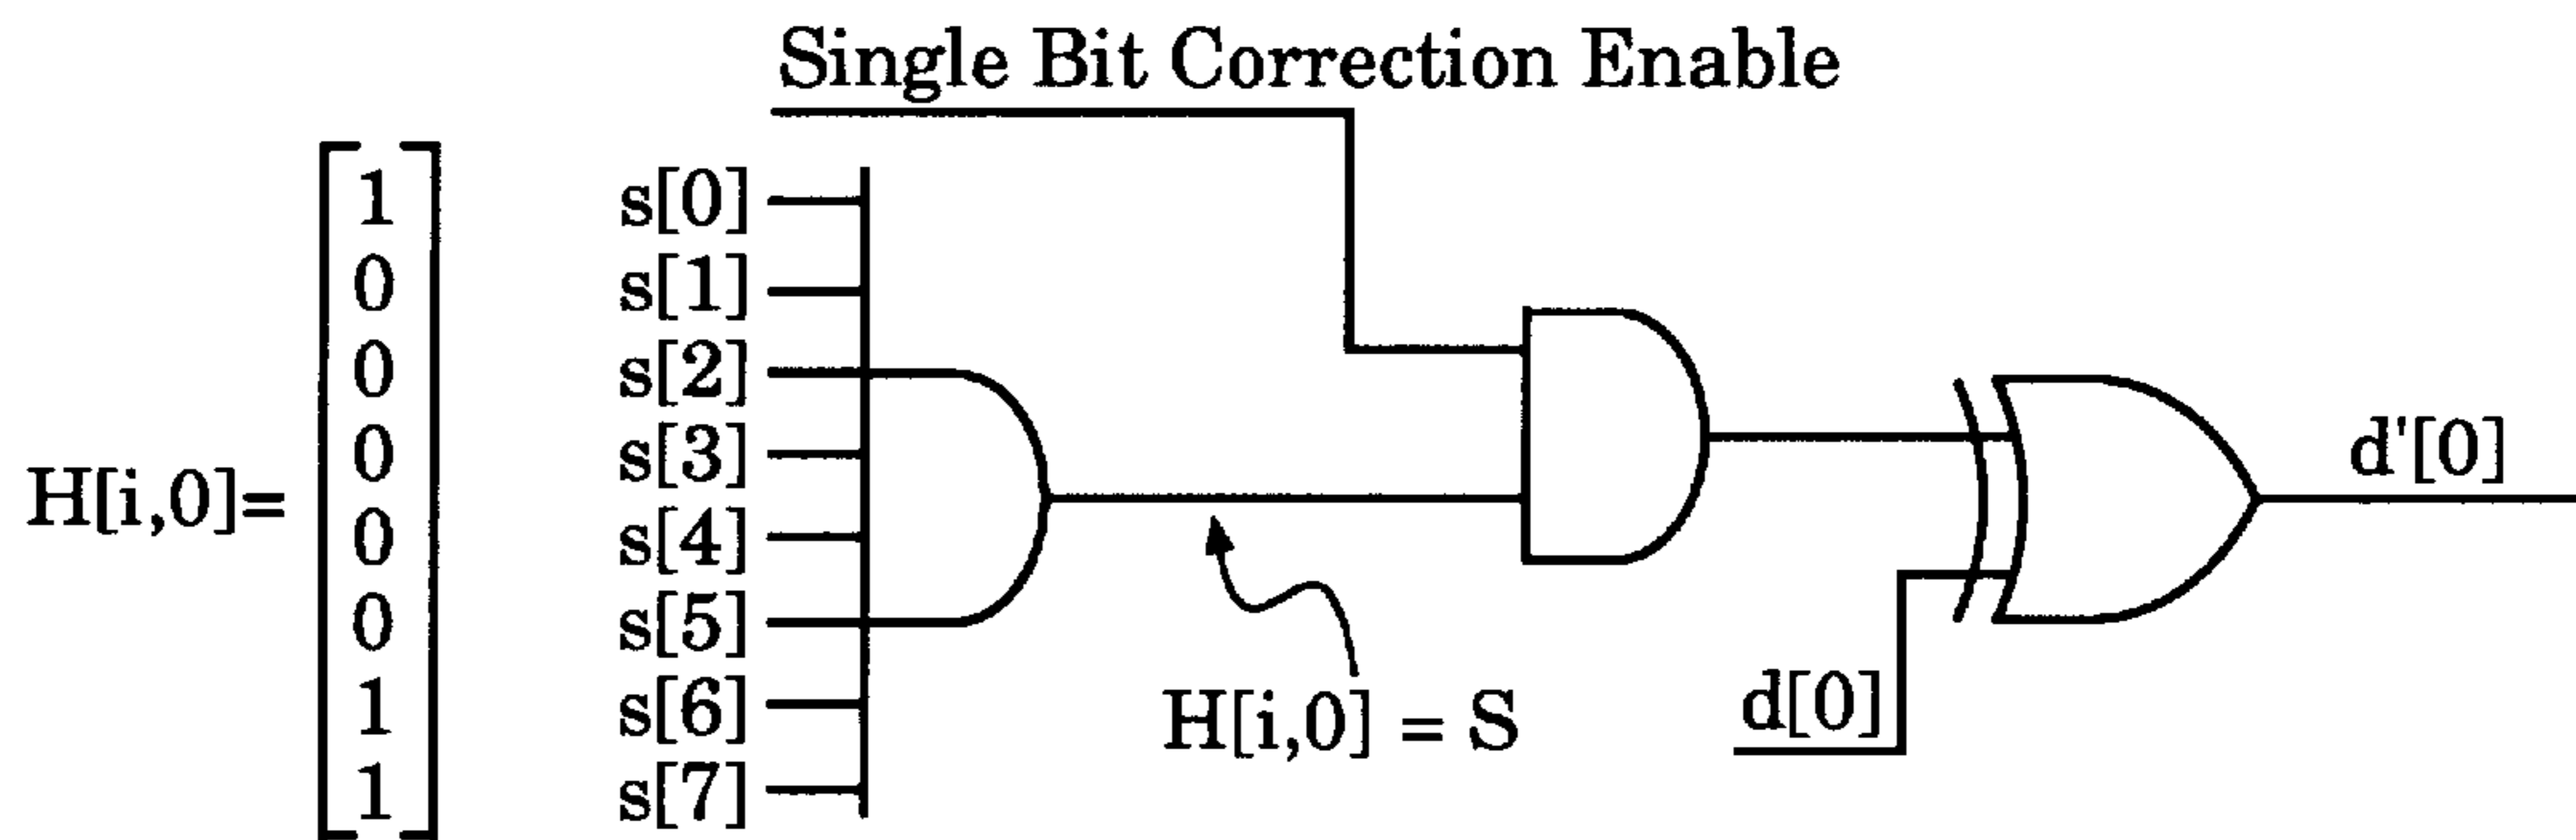 Single Bit Correction Enable
H[i,0]=
1
0
0
0
0
0
1
1
s[0]
s[1]
s[2]
s[3]
s[4]
s[5]
s[6]
s[7]
H[i,0] = S
d[0]
d'[0]